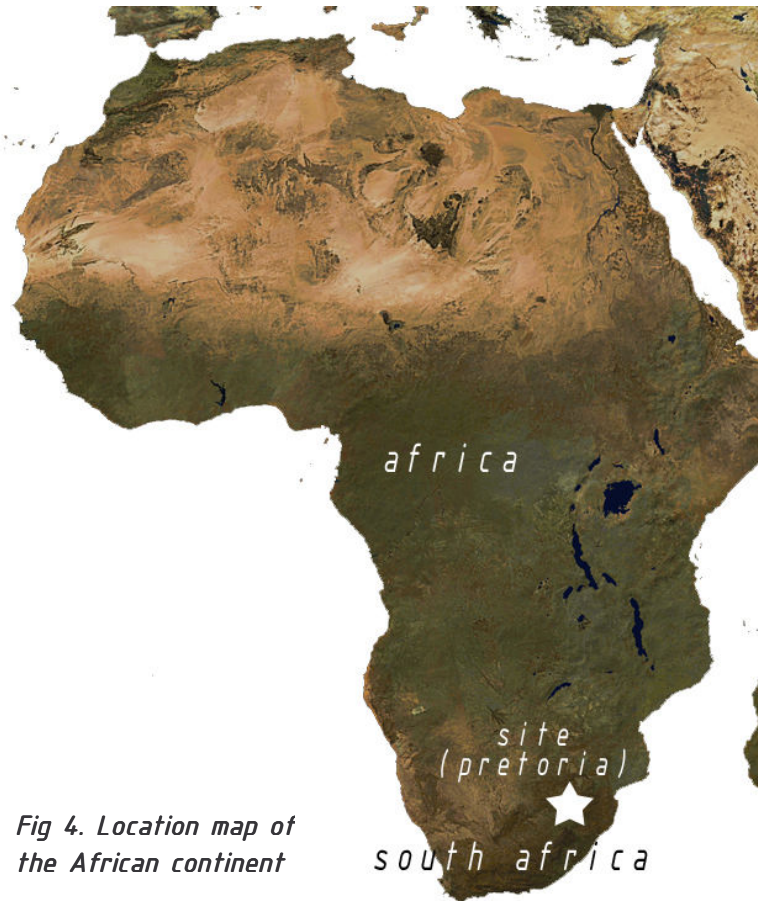 africa
site
(pretoria)
south africa
Fig 4. Location map of
the African continent